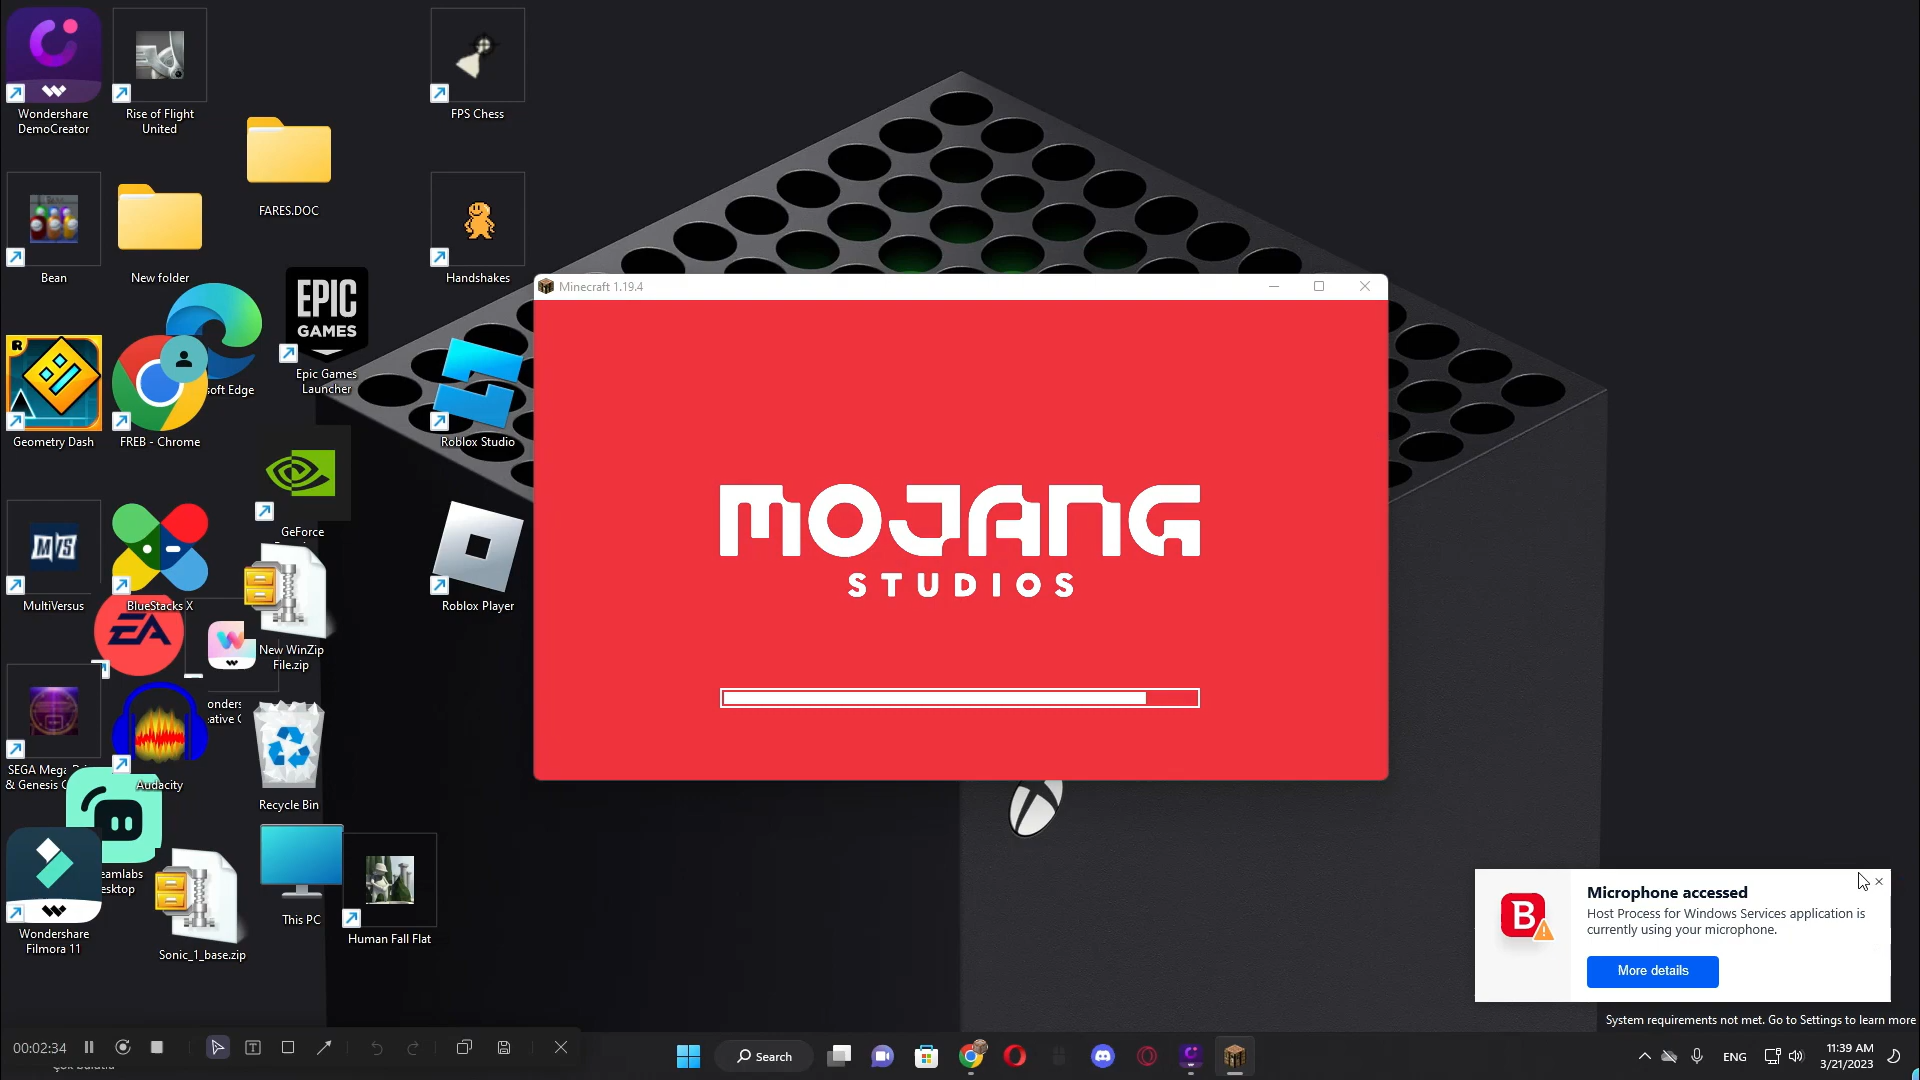 Wondershare
DemoCreator
Rise of Flight
United
FPS Chess
FARES.DOC
Bean
New folder
Handshakes
EPIC
GAMES
Epic Games
Launcher
soft Edge
Geometry Dash
FREB - Chrome
Roblox Studio
GeForce
MultiVersus
BlueStacks X
EA
New WinZip
File.zip
Roblox Player
SEGA Mega
& Genesis C
Audacity
Recycle Bin
eamlabs
esktop
Wondershare
Filmora 11
Sonic_1_base.zip
This PC
Human Fall Flat
Minecraft 1.19.4
MOJANG
STUDIOS
B
Microphone accessed
Host Process for Windows Services application is
currently using your microphone.
More details
System requirements not met. Go to Settings to learn more
00:02:34
Search
ENG
11:39 AM
3/21/2023